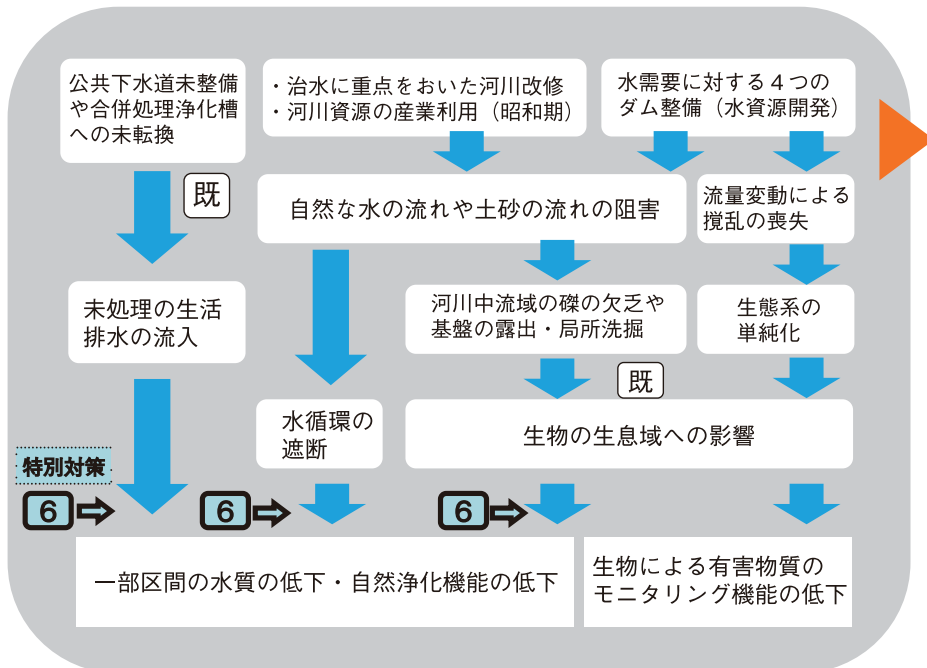 公共下水道未整備
や合併処理浄化槽
への未転換
・治水に重点をおいた河川改修
・河川資源の産業利用（昭和期）
水需要に対する４つの
ダム整備（水資源開発）
既
自然な水の流れや土砂の流れの阻害
流量変動による
撹乱の喪失
未処理の生活
排水の流入
河川中流域の礫の欠乏や
基盤の露出・局所洗掘
生態系の
単純化
既
水循環の
遮断
生物の生息域への影響
特別対策
6
6
6
一部区間の水質の低下・自然浄化機能の低下
生物による有害物質の
モニタリング機能の低下